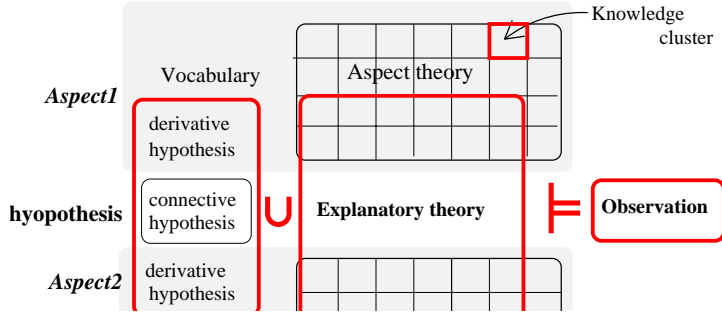 Knowledge
cluster
Vocabulary
Aspect theory
Aspect1
derivative
hypothesis
hyopothesis
connective
hypothesis
Explanatory theory
Observation
Aspect2
derivative
hypothesis